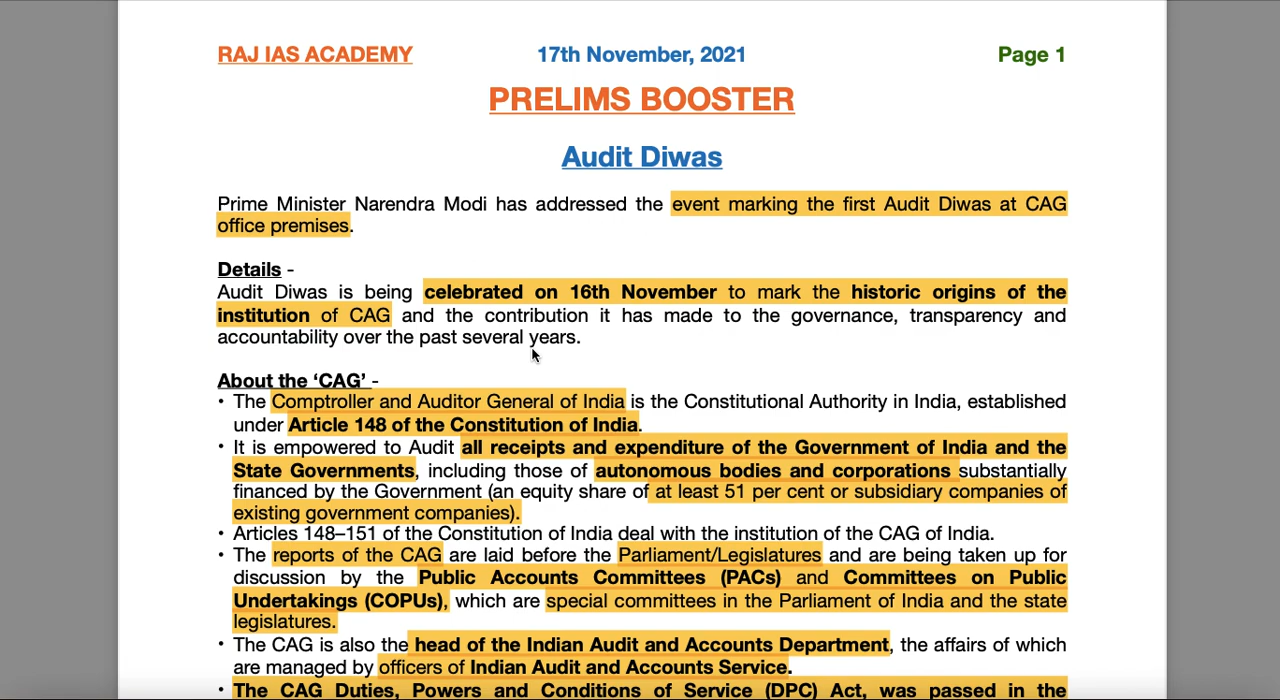 RAJ IAS ACADEMY 17th November, 2021 Page 1
PRELIMS BOOSTER
Audit Diwas
Prime Minister Narendra Modi has addressed the event marking the first Audit Diwas at CAG
office premises.
Details -
Audit Diwas is being celebrated on 16th November to mark the historic origins of the
institution of CAG and the contribution it has made to the governance, transparency and
accountability over the past several years.
About the ‘CAG’ -
• The Comptroller and Auditor General of India is the Constitutional Authority in India, established
under Article 148 of the Constitution of India.
• It is empowered to Audit all receipts and expenditure of the Government of India and the
State Governments, including those of autonomous bodies and corporations substantially
financed by the Government (an equity share of at least 51 per cent or subsidiary companies of
existing government companies).
• Articles 148–151 of the Constitution of India deal with the institution of the CAG of India.
• The reports of the CAG are laid before the Parliament/Legislatures and are being taken up for
discussion by the Public Accounts Committees (PACs) and Committees on Public
Undertakings (COPUs), which are special committees in the Parliament of India and the state
legislatures.
• The CAG is also the head of the Indian Audit and Accounts Department, the affairs of which
are managed by officers of Indian Audit and Accounts Service.
• The CAG Duties, Powers and Conditions of Service (DPC) Act, was passed in the